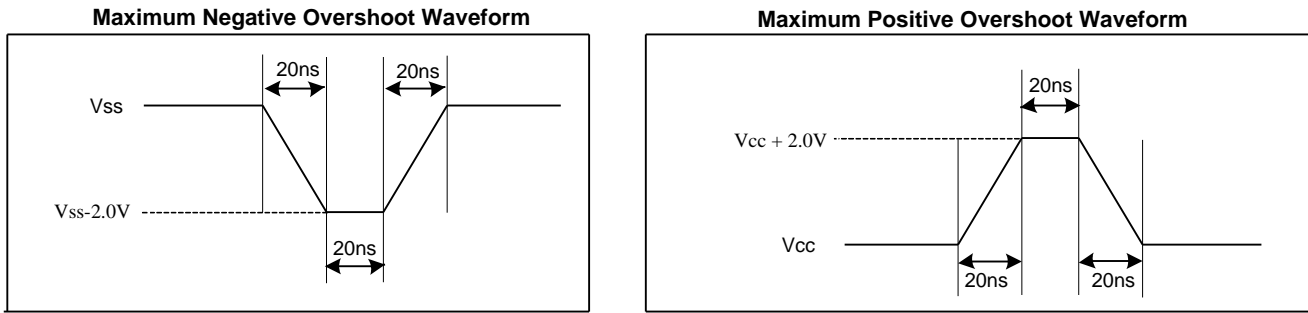 Maximum Negative Overshoot Waveform
20ns
20ns
Vss
Vss-2.0V
20ns
Maximum Positive Overshoot Waveform
20ns
Vcc + 2.0V
Vcc
20ns
20ns